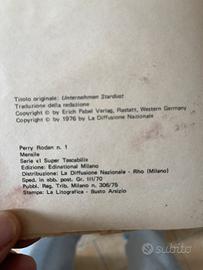 Titolo originale: Unternehmen Stardust
Traduzione della redazione
Copyright © by Erich Pabel Verlag, Rastatt, Western Germany
Copyright © by 1976 by La Diffusione Nazionale
Perry Rodan n. 1
Mensile
Serie «I Super Tascabili»
Edizione: Edinational Milano
Distribuzione: La Diffusione Nazionale - Rho (Milano)
Sped. in abb. post. Gr. III/70
Pubbl. Reg. Trib. Milano n. 306/75
Stampa: La Litografica - Busto Arsizio
subito